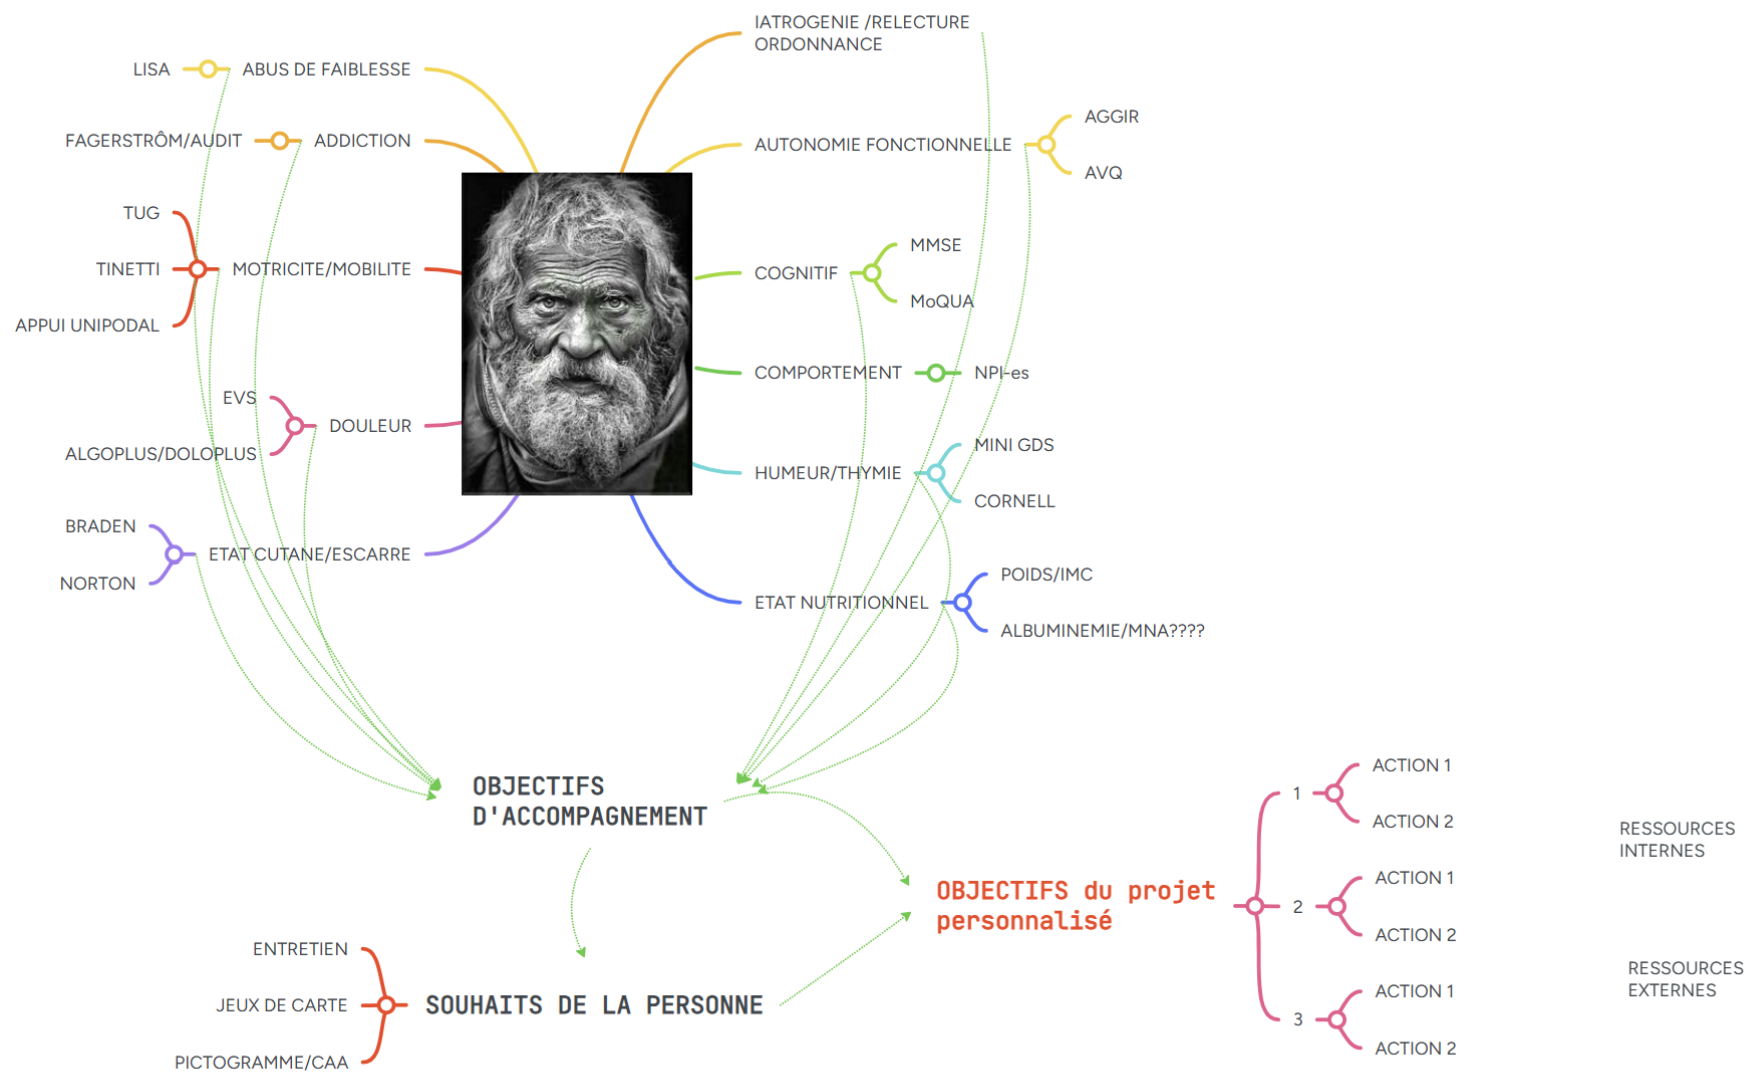 IATROGENIE /RELECTURE
ORDONNANCE
LISA
ABUS DE FAIBLESSE
FAGERSTRÔM/AUDIT
ADDICTION
AUTONOMIE FONCTIONNELLE
AGGIR
AVQ
TUG
TINETTI
APPUI UNIPODAL
MOTRICITE/MOBILITE
COGNITIF
MMSE
MoQUA
COMPORTEMENT
NPI-es
EVS
ALGOPLUS/DOLOPLUS
DOULEUR
HUMEUR/THYMIE
MINI GDS
CORNELL
BRADEN
NORTON
ETAT CUTANE/ESCARRE
ETAT NUTRITIONNEL
POIDS/IMC
ALBUMINEMIE/MNA????
OBJECTIFS
D'ACCOMPAGNEMENT
OBJECTIFS du projet
personnalisé
1
ACTION 1
ACTION 2
2
ACTION 1
ACTION 2
3
ACTION 1
ACTION 2
RESSOURCES
INTERNES
RESSOURCES
EXTERNES
ENTRETIEN
JEUX DE CARTE
PICTOGRAMME/CAA
SOUHAITS DE LA PERSONNE